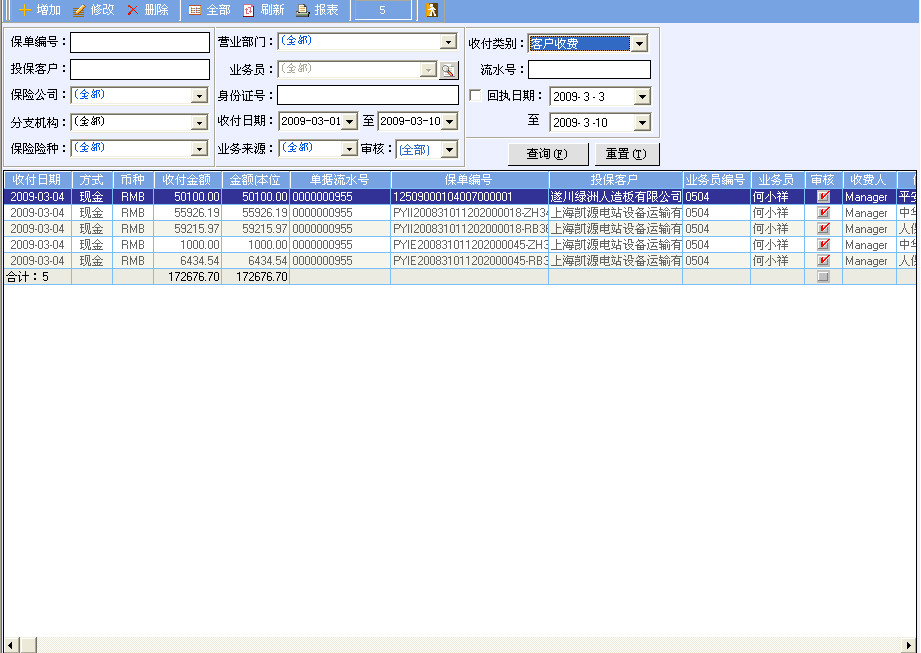 增加 修改 删除 全部 刷新 报表 5
保单编号： 营业部门： (全部) 收付类别： 客户收费
投保客户： 业务员： (全部) 流水号：
保险公司： (全部) 身份证号： 回执日期： 2009- 3 - 3
分支机构： (全部) 收付日期： 2009-03-01 至 2009-03-10 至 2009- 3 -10
保险险种： (全部) 业务来源： (全部) 审核： (全部) 查询(F) 重置(T)
收付日期 方式 币种 收付金额 金额(本位 单据流水号 保单编号 投保客户 业务员编号 业务员 审核 收费人
2009-03-04 现金 RMB 50100.00 50100.00 0000000955 12509000104007000001 遂川绿洲人造板有限公司 0504 何小祥 Manager 平安
2009-03-04 现金 RMB 55926.19 55926.19 0000000955 PYII200831011202000018-ZH34 上海凯源电站设备运输有 0504 何小祥 Manager 中华
2009-03-04 现金 RMB 59215.97 59215.97 0000000955 PYII200831011202000018-RB36 上海凯源电站设备运输有 0504 何小祥 Manager 人保
2009-03-04 现金 RMB 1000.00 1000.00 0000000955 PYIE200831011202000045-ZH3 上海凯源电站设备运输有 0504 何小祥 Manager 中华
2009-03-04 现金 RMB 6434.54 6434.54 0000000955 PYIE200831011202000045-RB3 上海凯源电站设备运输有 0504 何小祥 Manager 人保
合计：5 172676.70 172676.70